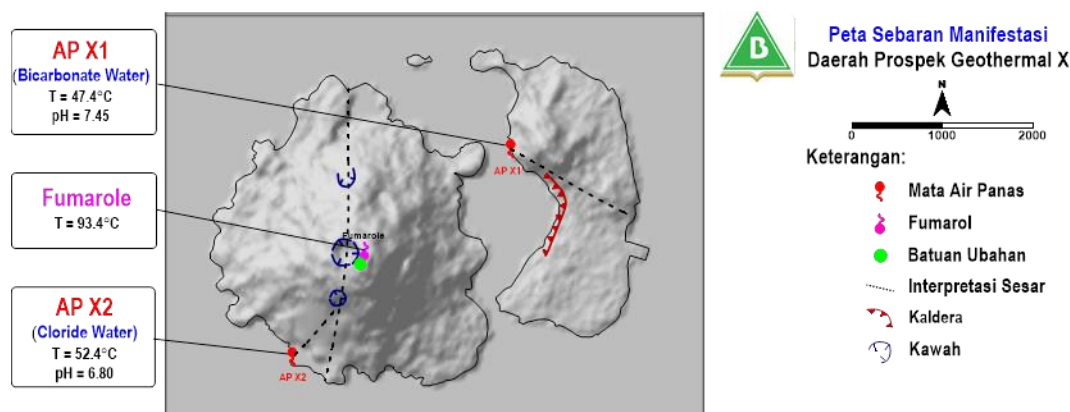 AP X1
(Bicarbonate Water)
T = 47.4°C
pH = 7.45
Fumarole
T = 93.4°C
AP X2
(Cloride Water)
T = 52.4°C
pH = 6.80
AP X1
Fumarole
AP X2
B
Peta Sebaran Manifestasi
Daerah Prospek Geothermal X
N
0 1000 2000
Keterangan:
Mata Air Panas
Fumarol
Batuan Ubahan
Interpretasi Sesar
Kaldera
Kawah